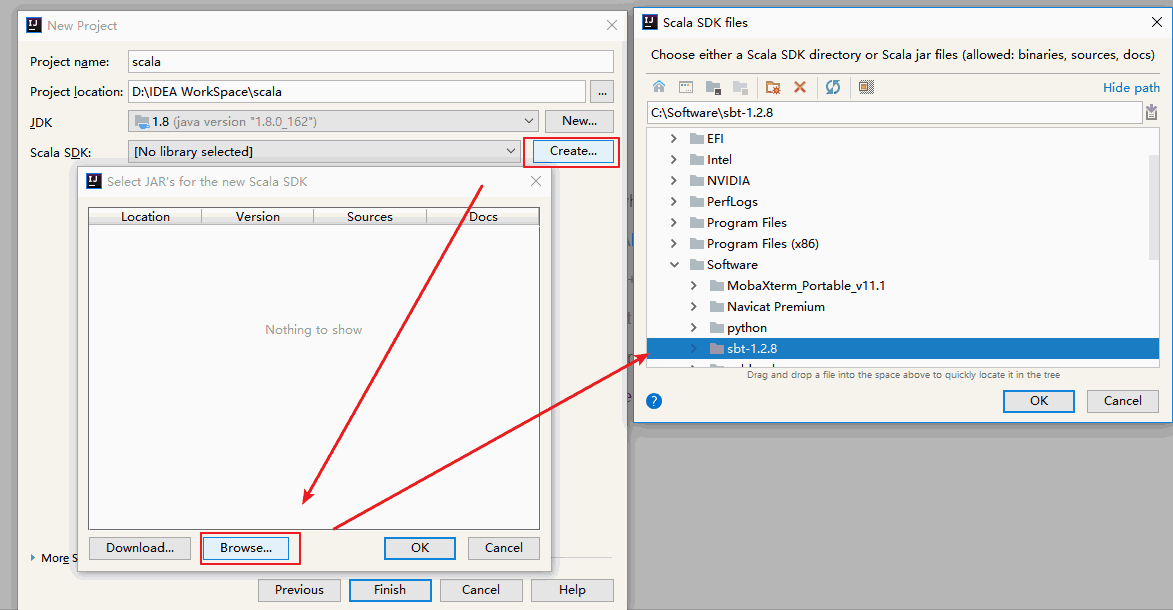 New Project
Project name: scala
Project location: D:\IDEA WorkSpace\scala ...
JDK 1.8 (java version "1.8.0_162") New...
Scala SDK: [No library selected] Create...
Select JAR's for the new Scala SDK
Location Version Sources Docs
Nothing to show
Download... Browse... OK Cancel
More S
Previous Finish Cancel Help
Scala SDK files
Choose either a Scala SDK directory or Scala jar files (allowed: binaries, sources, docs)
Hide path
C:\Software\sbt-1.2.8
EFI
Intel
NVIDIA
PerfLogs
Program Files
Program Files (x86)
Software
MobaXterm_Portable_v11.1
Navicat Premium
python
sbt-1.2.8
Drag and drop a file into the space above to quickly locate it in the tree
? OK Cancel